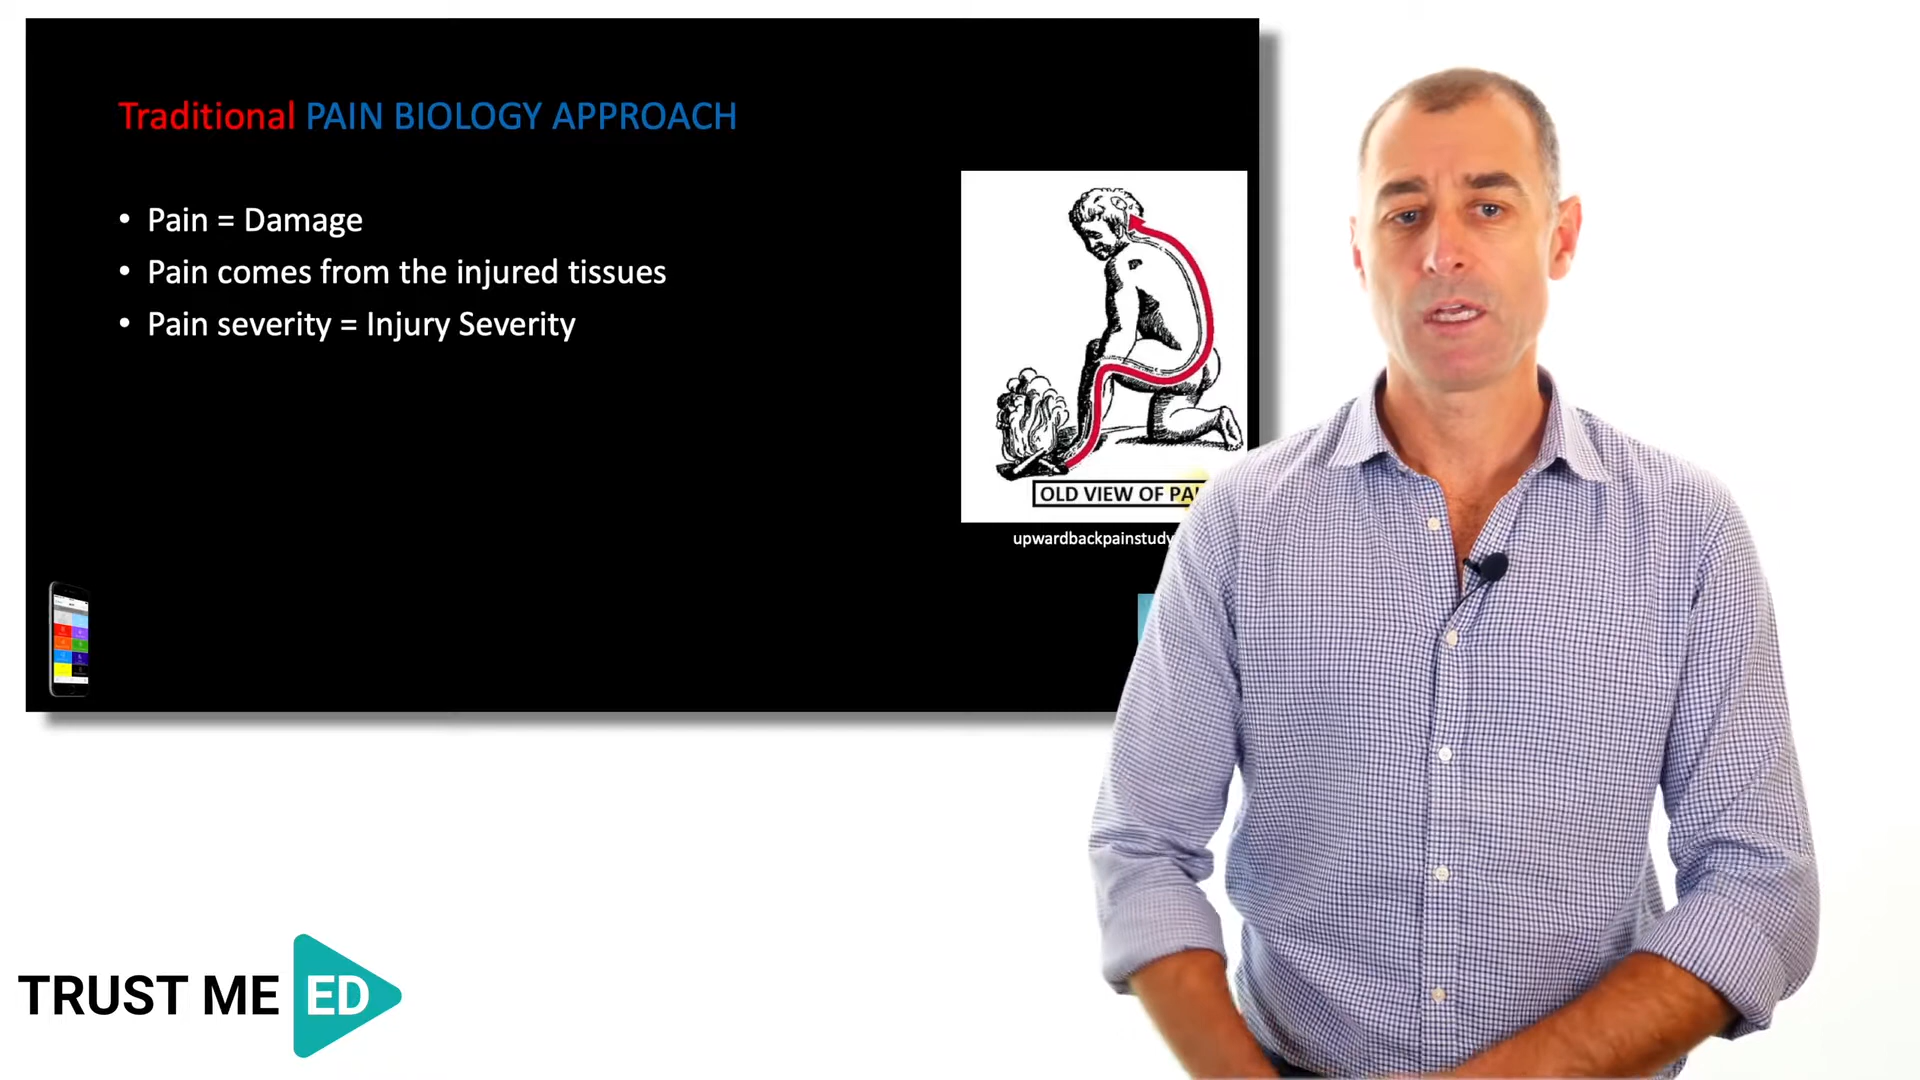 Traditional PAIN BIOLOGY APPROACH
• Pain = Damage
• Pain comes from the injured tissues
• Pain severity = Injury Severity
OLD VIEW OF
upwardbackpainstudy
TRUST ME ED